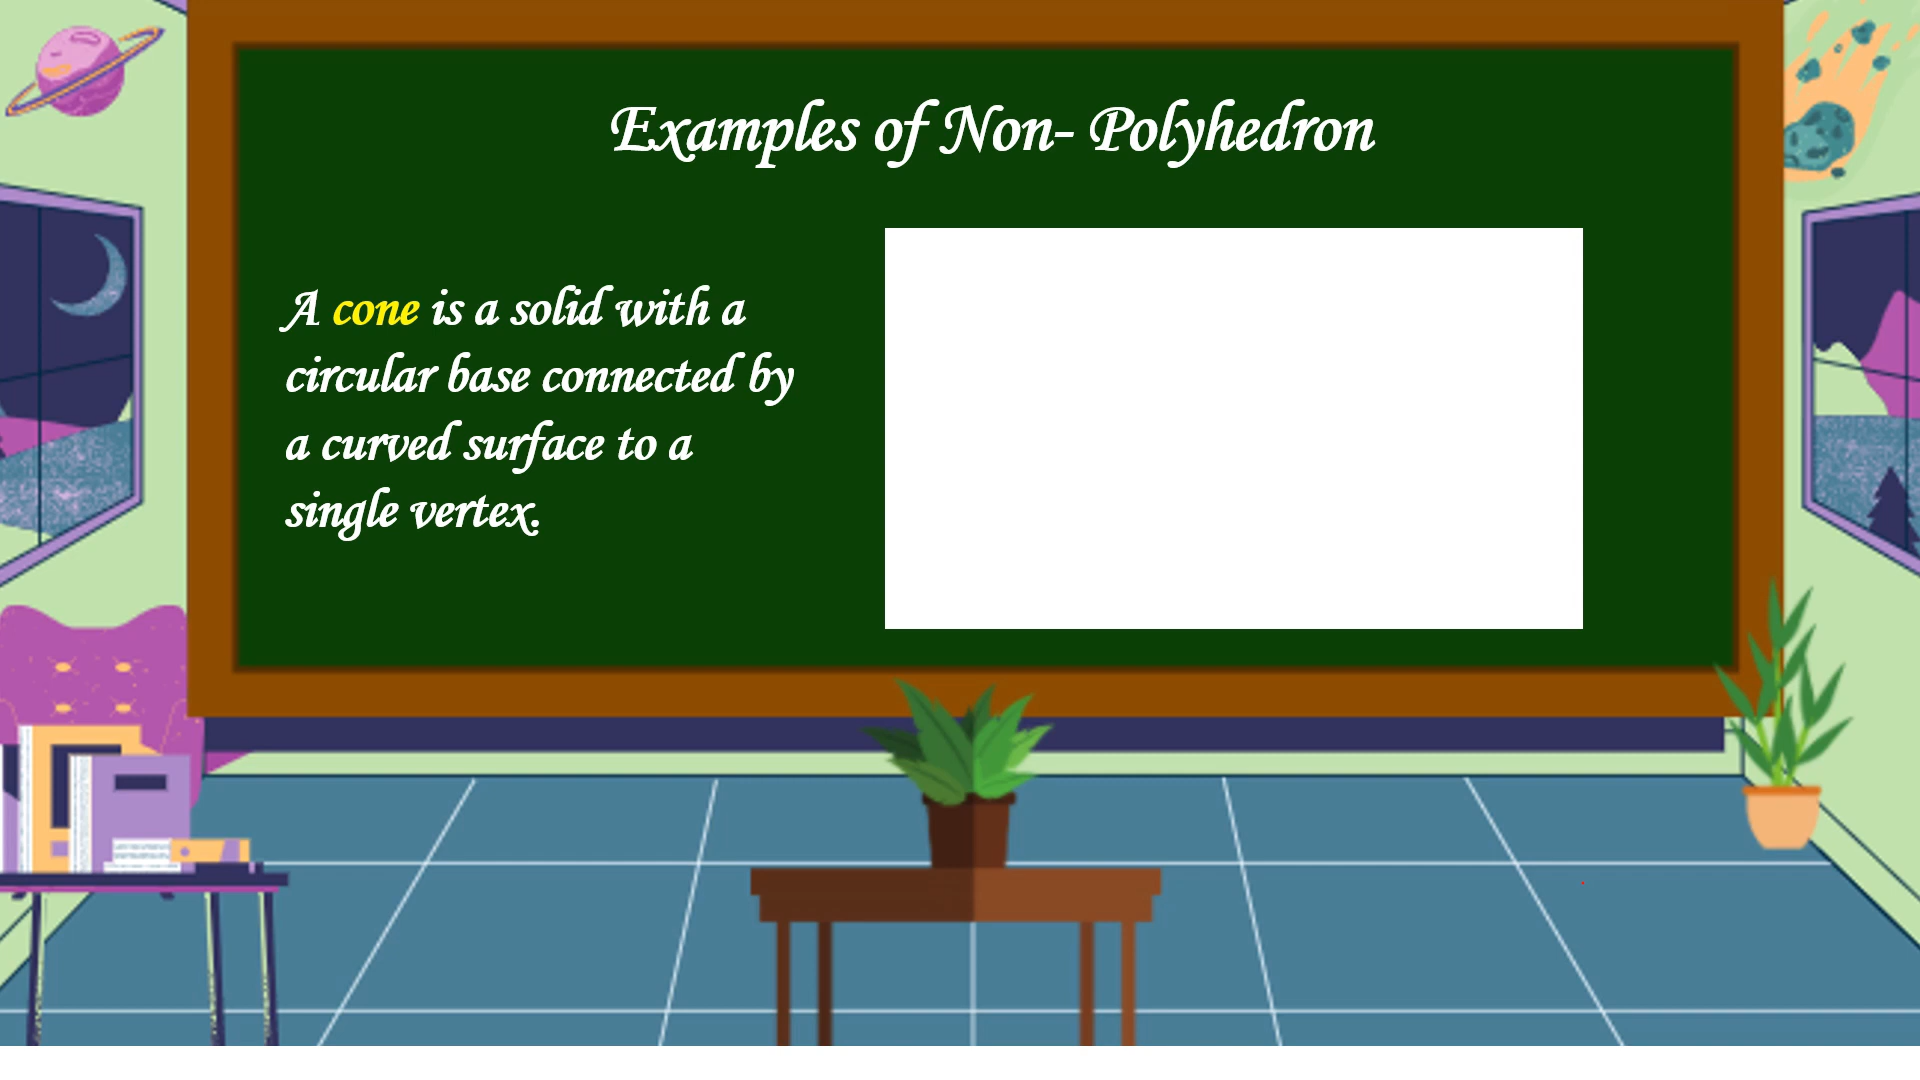 Examples of Non- Polyhedron
A cone is a solid with a
circular base connected by
a curved surface to a
single vertex.